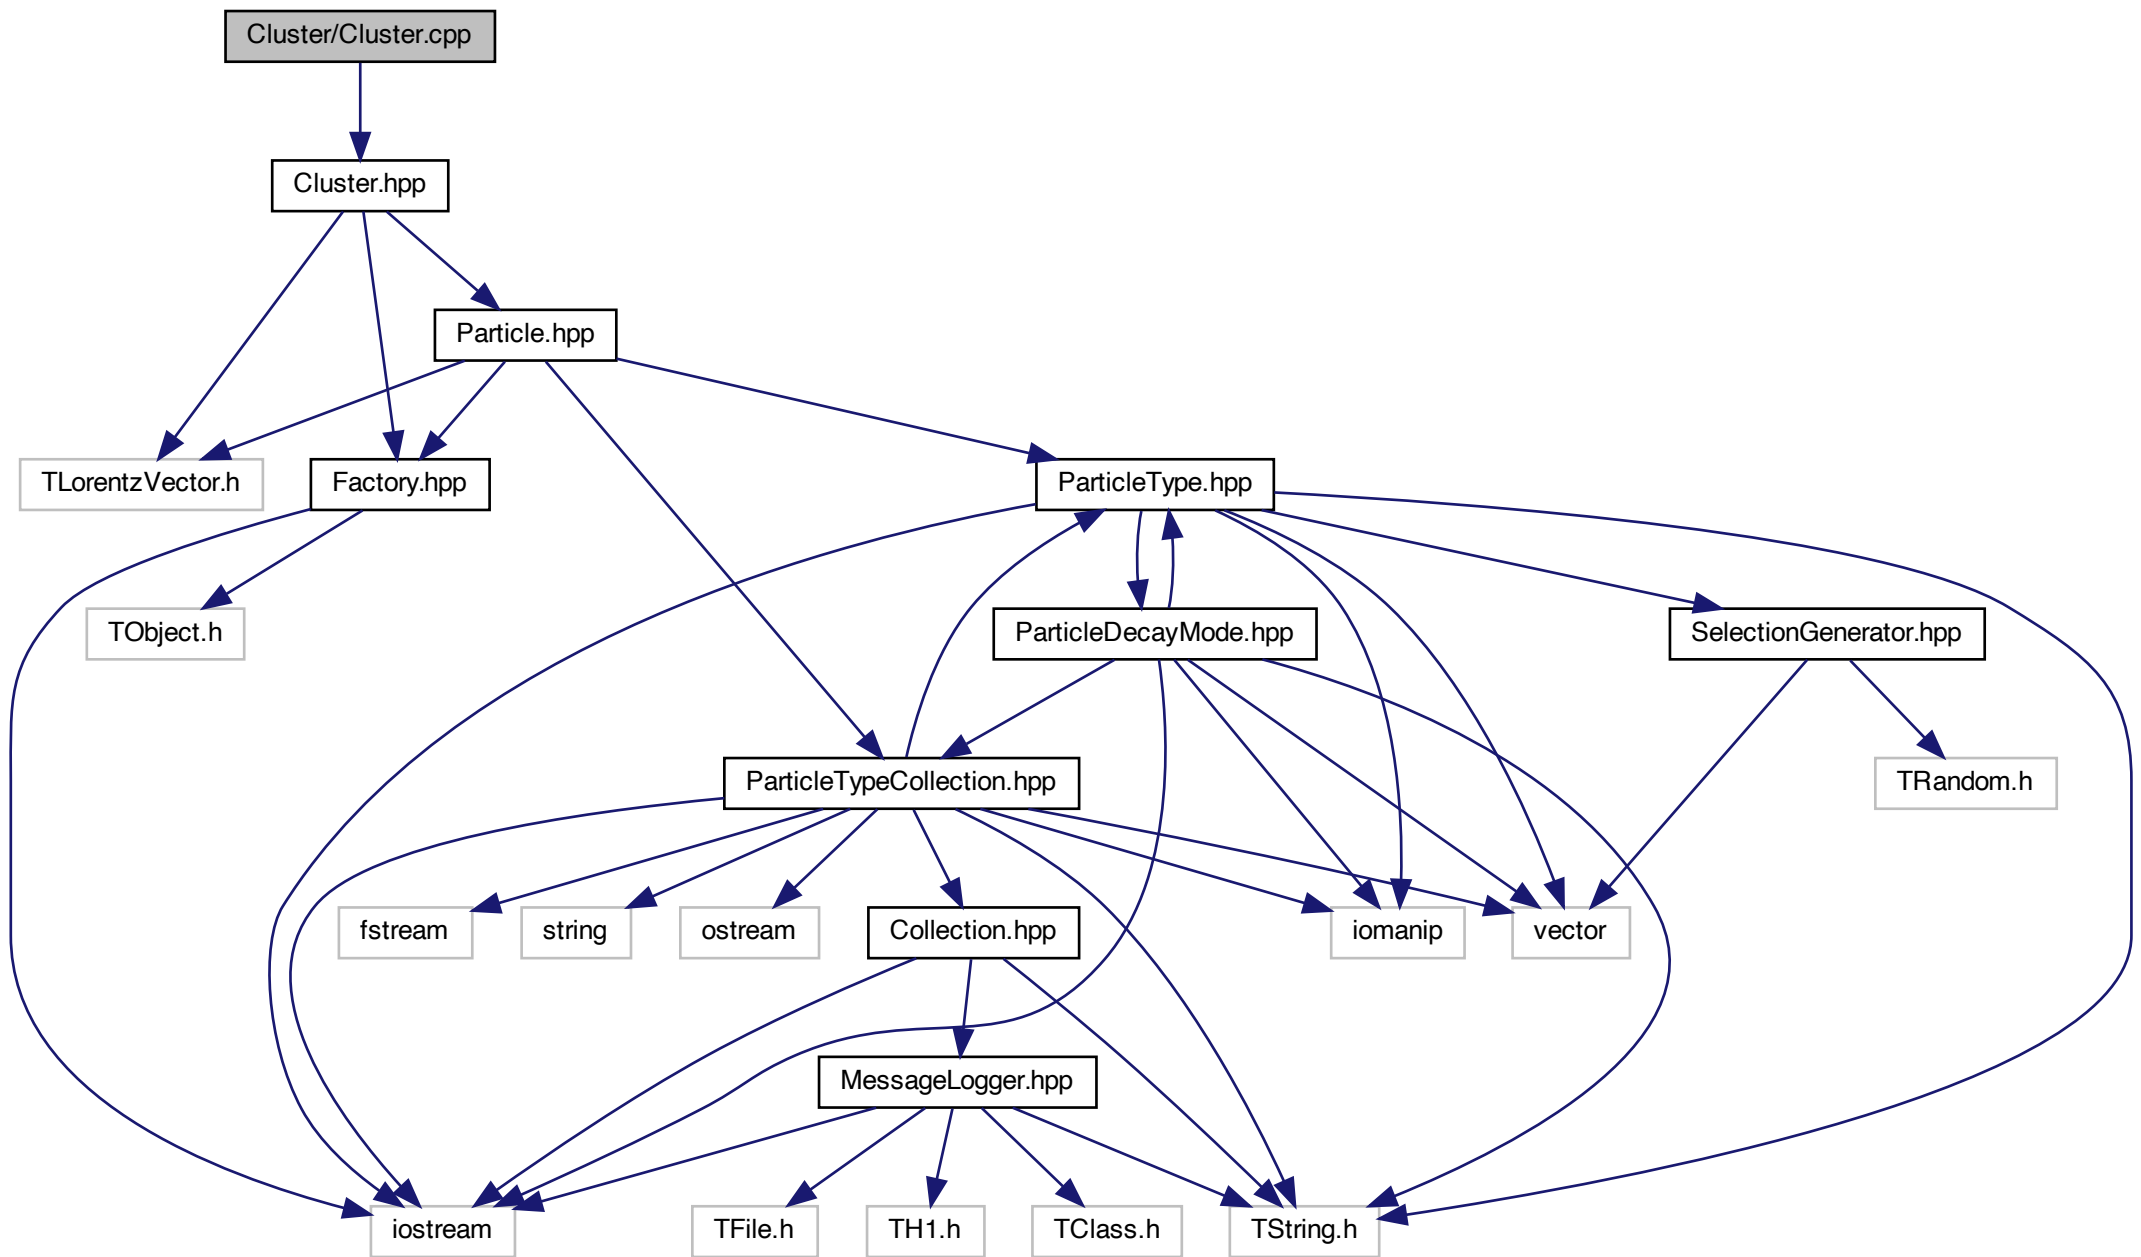 Cluster/Cluster.cpp
Cluster.hpp
Particle.hpp
TLorentzVector.h
Factory.hpp
ParticleType.hpp
TObject.h
ParticleDecayMode.hpp
SelectionGenerator.hpp
ParticleTypeCollection.hpp
TRandom.h
fstream
string
ostream
Collection.hpp
iomanip
vector
MessageLogger.hpp
iostream
TFile.h
TH1.h
TClass.h
TString.h